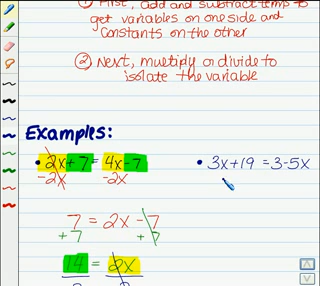 ① First, add and subtract temp to
get variables on one side and
Constants on the other
② Next, multiply or divide to
isolate the variable
Examples:
• 2x+7=4x-7
-2x -2x
7 = 2x-7
+7 +7
14 = 2x
• 3x+19=3-5x